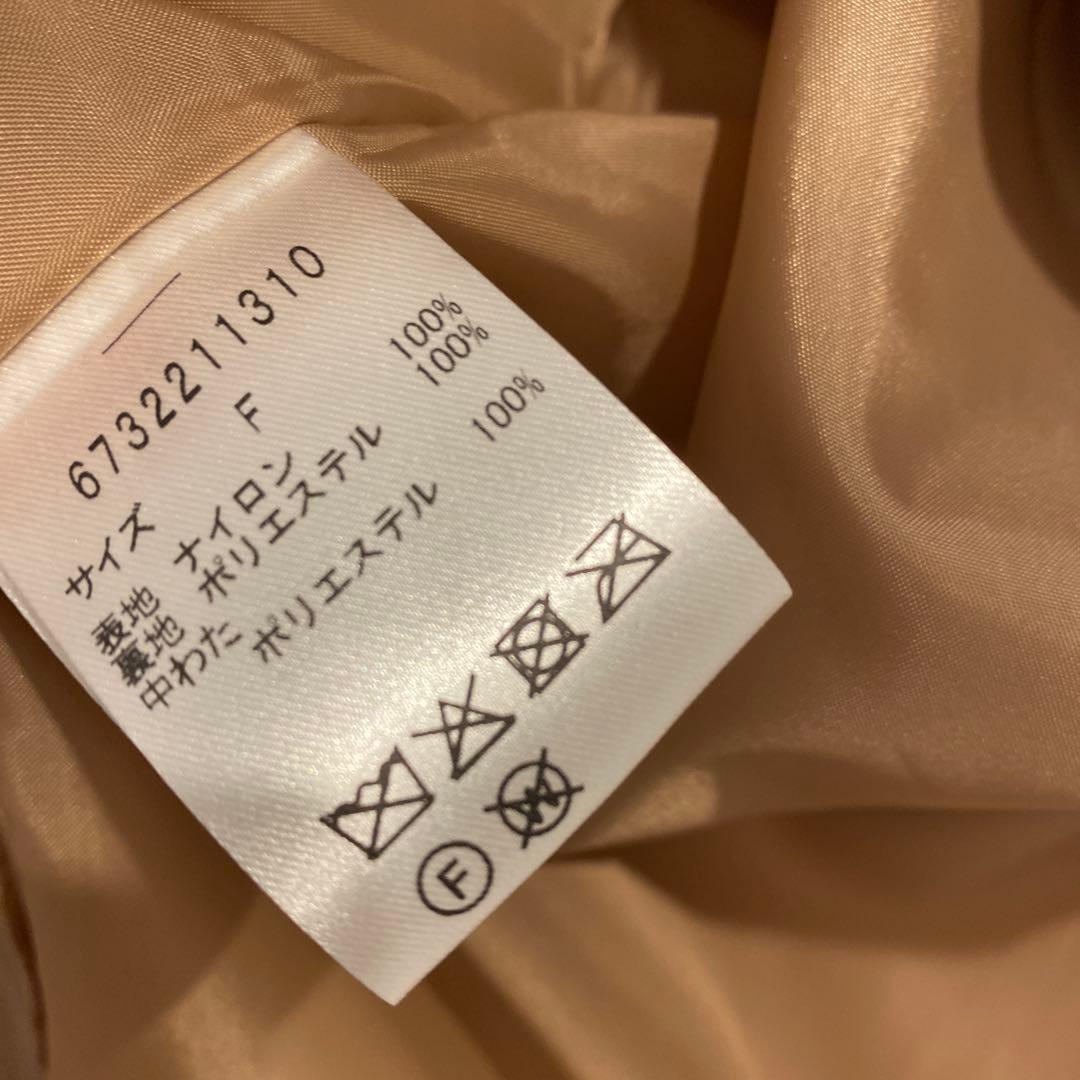 6732211310
サイズ F
表地 ナイロン 100%
裏地 ポリエステル 100%
中わた ポリエステル 100%
F W